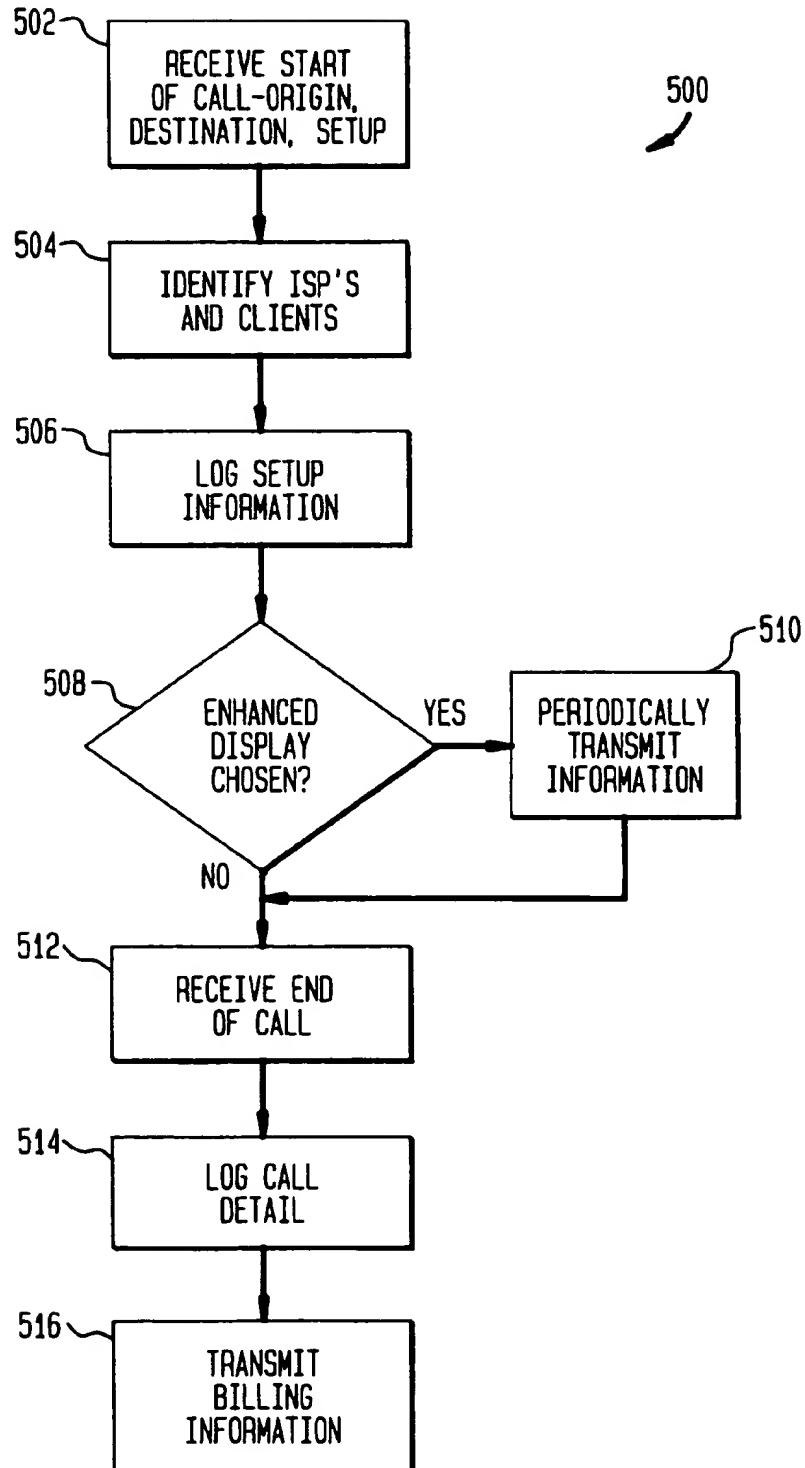 502
RECEIVE START
OF CALL-ORIGIN,
DESTINATION, SETUP
500
504
IDENTIFY ISP'S
AND CLIENTS
506
LOG SETUP
INFORMATION
508
ENHANCED
DISPLAY
CHOSEN?
YES
510
PERIODICALLY
TRANSMIT
INFORMATION
NO
512
RECEIVE END
OF CALL
514
LOG CALL
DETAIL
516
TRANSMIT
BILLING
INFORMATION